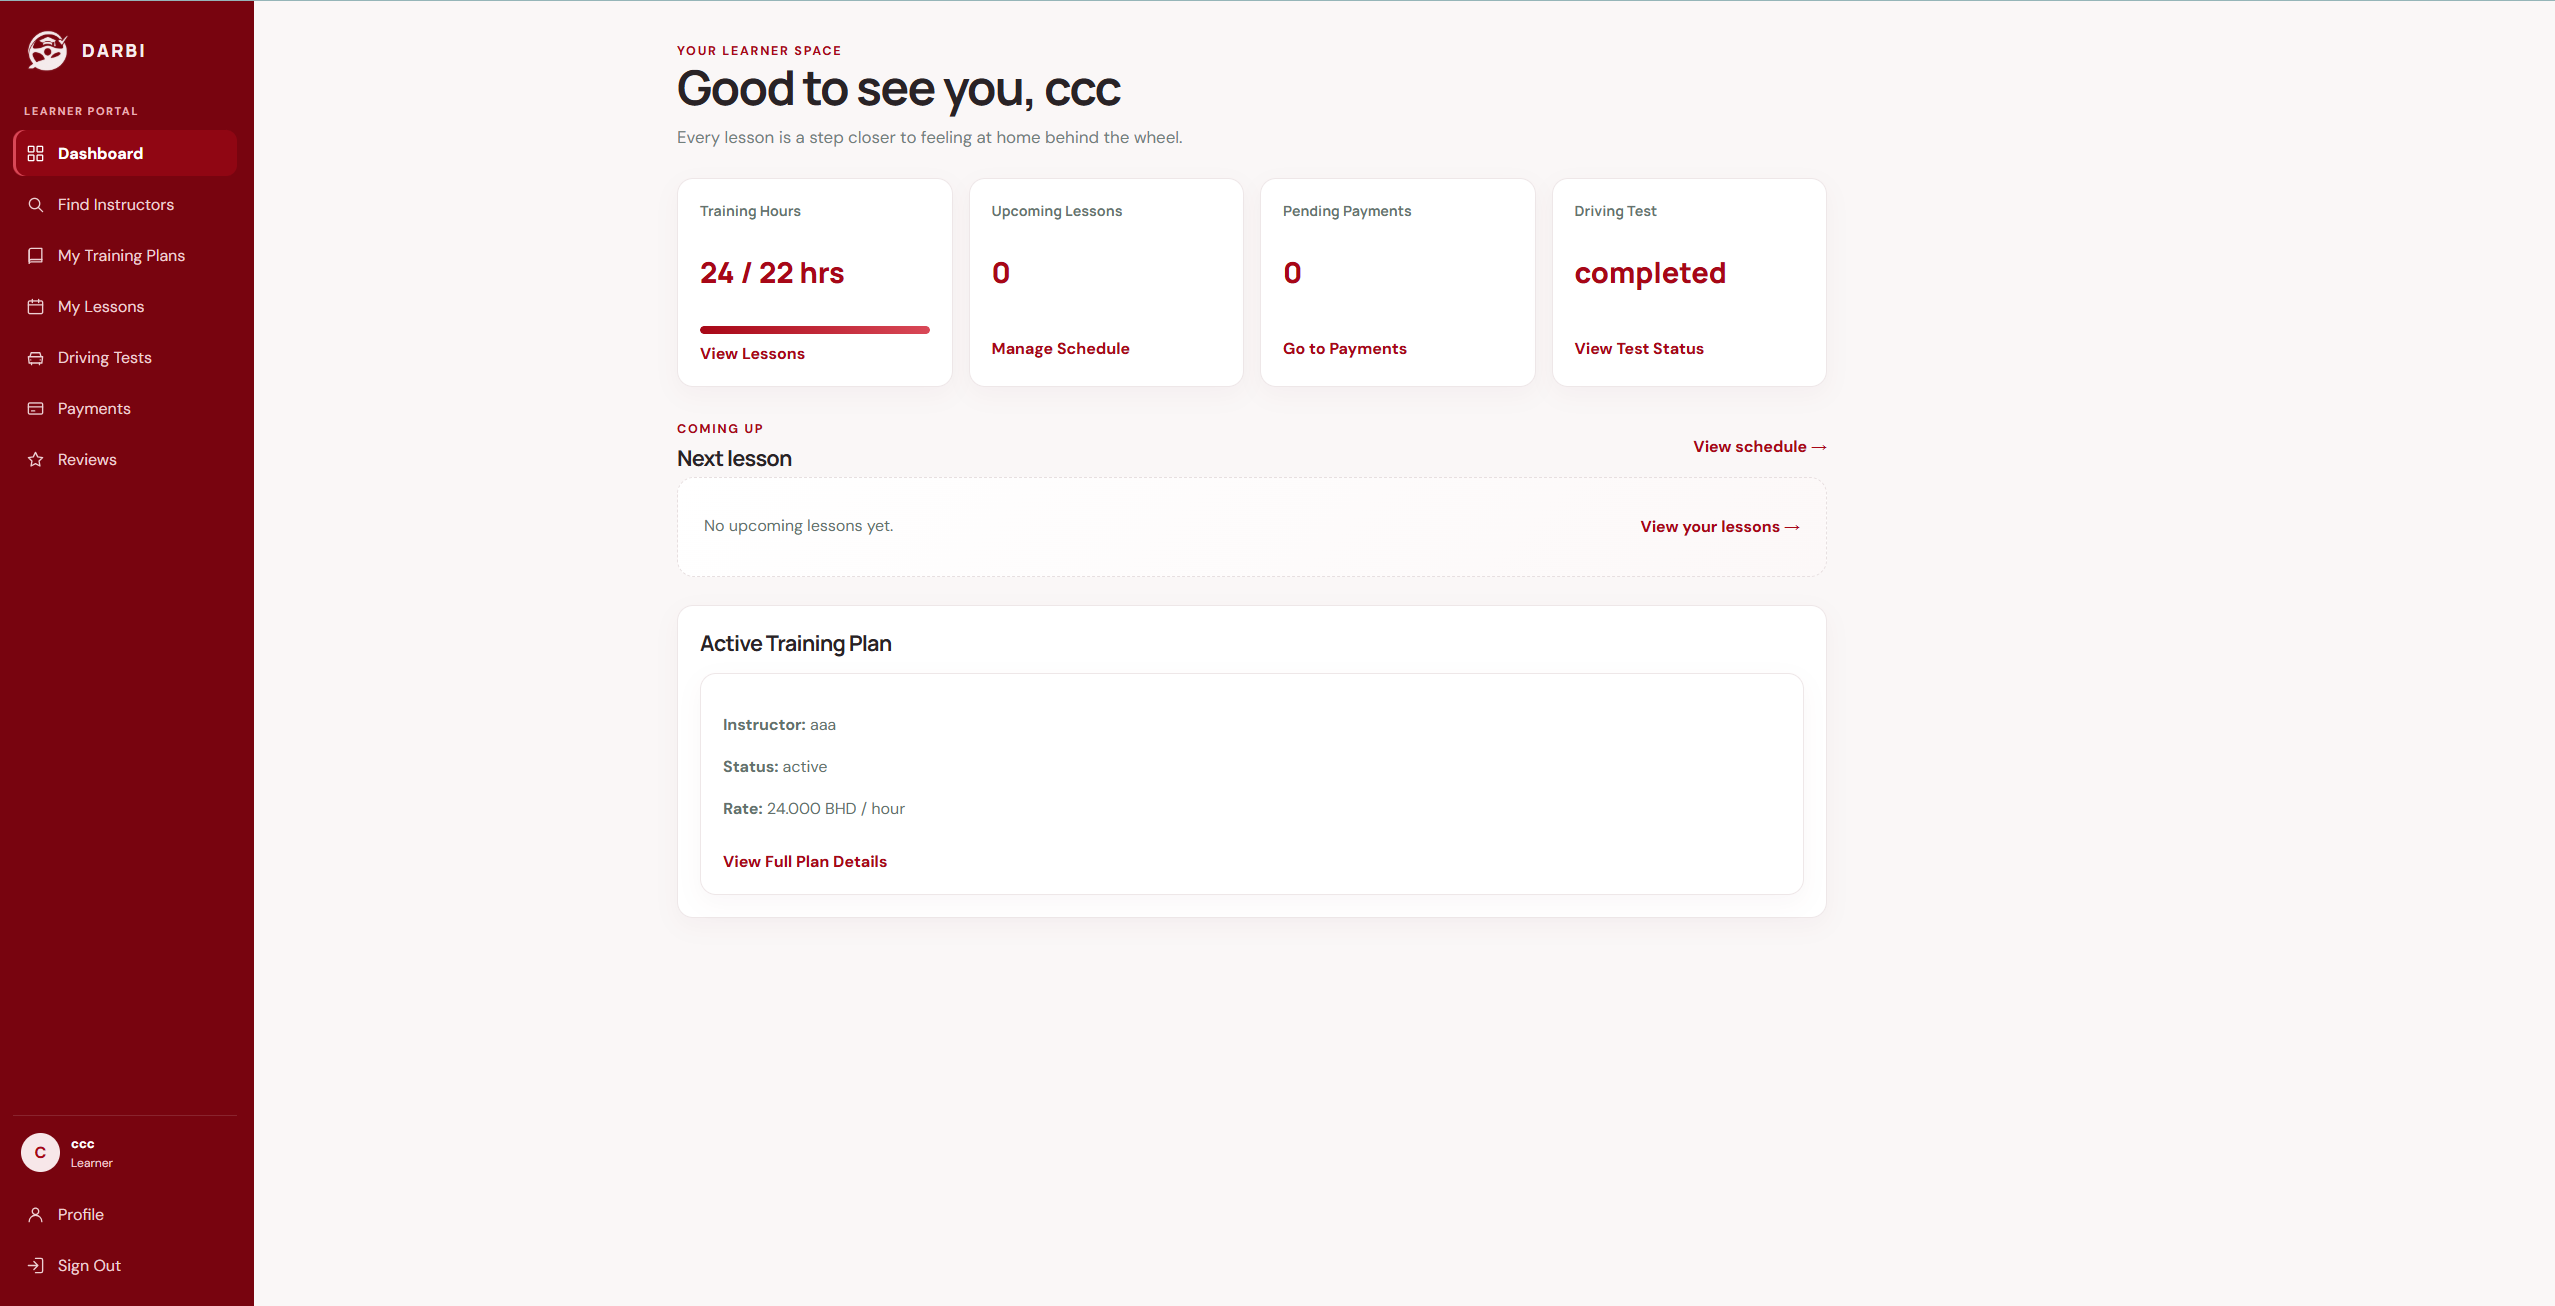 DARBI
LEARNER PORTAL
Dashboard
Find Instructors
My Training Plans
My Lessons
Driving Tests
Payments
Reviews
C
ccc
Learner
Profile
Sign Out
YOUR LEARNER SPACE
Good to see you, ccc
Every lesson is a step closer to feeling at home behind the wheel.
Training Hours
24 / 22 hrs
View Lessons
Upcoming Lessons
0
Manage Schedule
Pending Payments
0
Go to Payments
Driving Test
completed
View Test Status
COMING UP
Next lesson
View schedule →
No upcoming lessons yet.
View your lessons →
Active Training Plan
Instructor: aaa
Status: active
Rate: 24.000 BHD / hour
View Full Plan Details